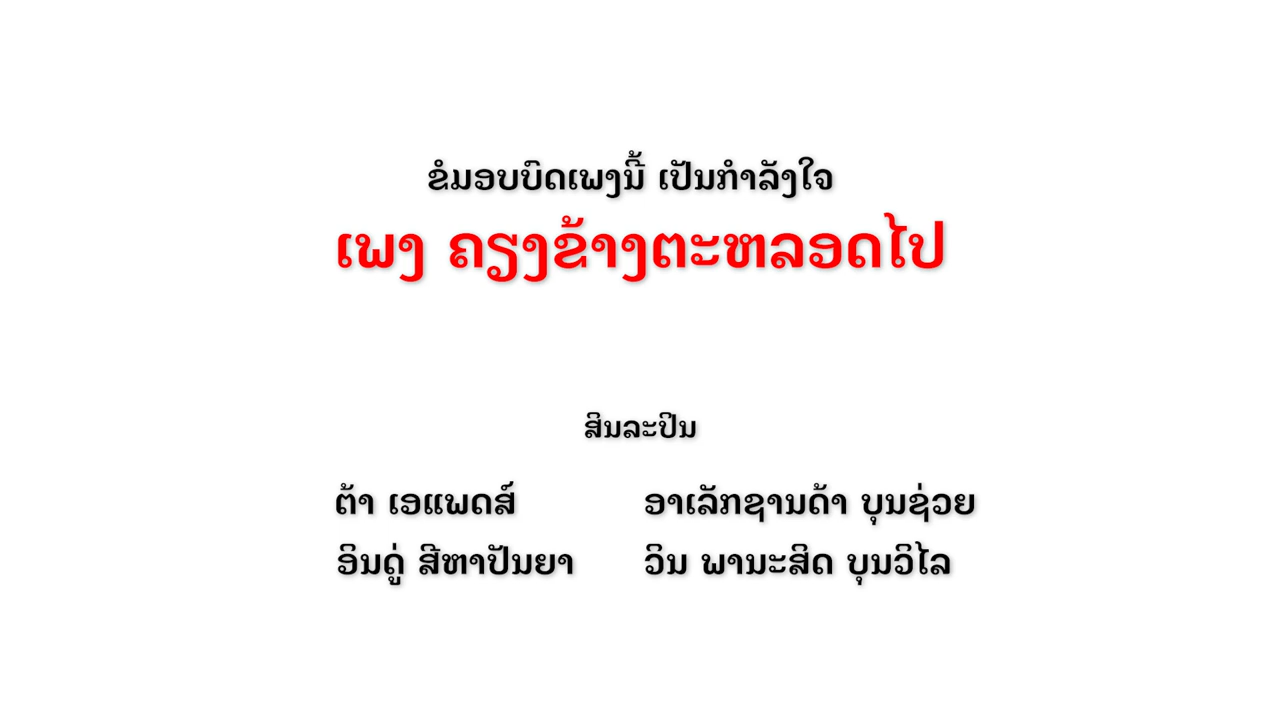 ຂໍມອບບົດເພງນີ້ ເປັນກຳລັງໃຈ
ເພງ ຄຽງຂ້າງຕະຫລອດໄປ
ສິນລະປິນ
ຕ້າ ເອແພດສ໌ ອາເລັກຊານດ້າ ບຸນຊ່ວຍ
ອິນດູ່ ສີຫາປັນຍາ ວິນ ພານະສິດ ບຸນວິໄລ